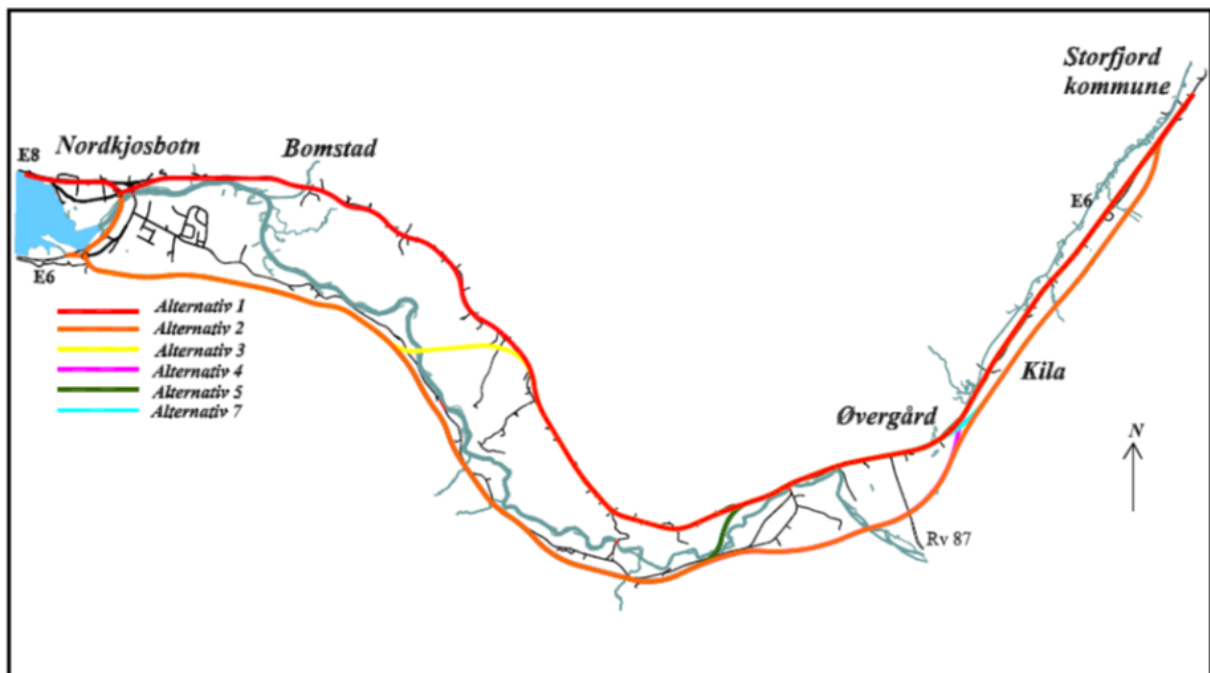 Storfjord
kommune
Nordkjosbotn
Bomstad
E8
E6
E6
Alternativ 1
Alternativ 2
Alternativ 3
Alternativ 4
Alternativ 5
Alternativ 7
Kila
Øvergård
N
Rv 87